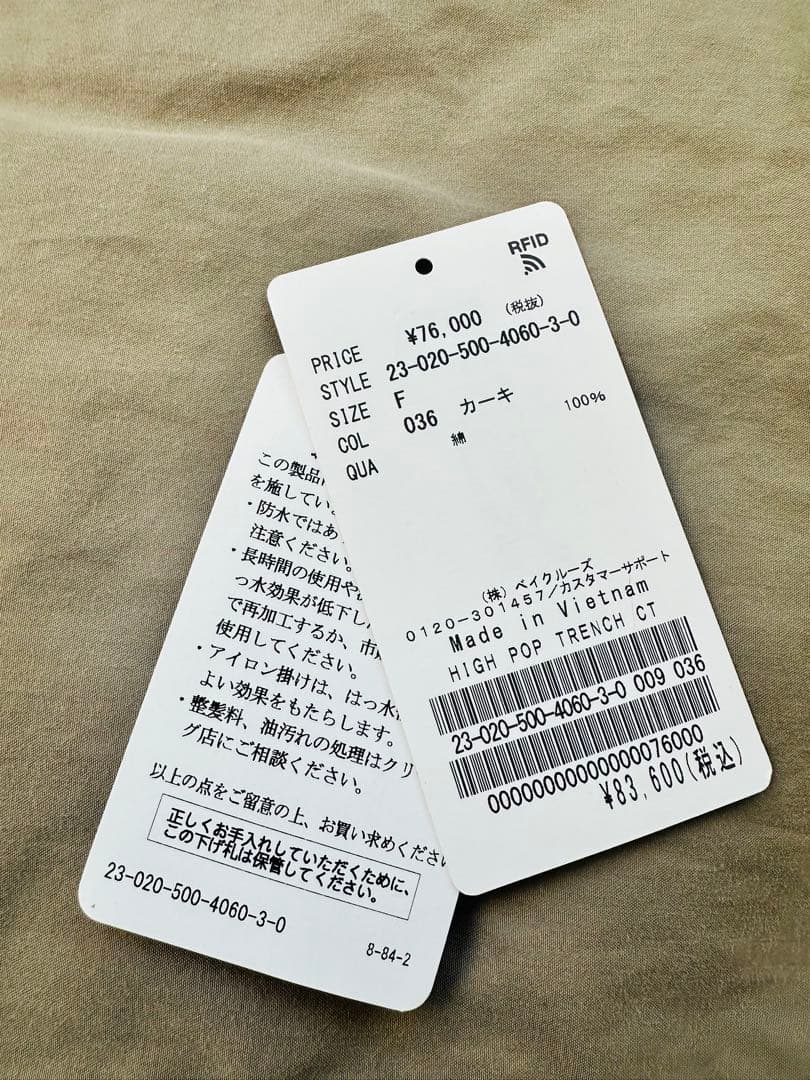 RFID
PRICE ¥76,000 (税抜)
STYLE 23-020-500-4060-3-0
SIZE F
COL 036 カーキ
QUA 綿 100%
(株) ベイクルーズ
0120-301457/カスタマーサポート
Made in Vietnam
HIGH POP TRENCH CT
23-020-500-4060-3-0 009 036
0000000000000000076000
¥83,600(税込)
この製品
を施してい
・防水ではあ
注意ください。
・長時間の使用や
っ水効果が低下し
で再加工するか、市
使用してください。
・アイロン掛けは、はっ水
よい効果をもたらします。
・整髪料、油汚れの処理はクリ
グ店にご相談ください。
以上の点をご留意の上、お買い求めくださ
正しくお手入れしていただくために、
この下げ札は保管してください。
23-020-500-4060-3-0
8-84-2